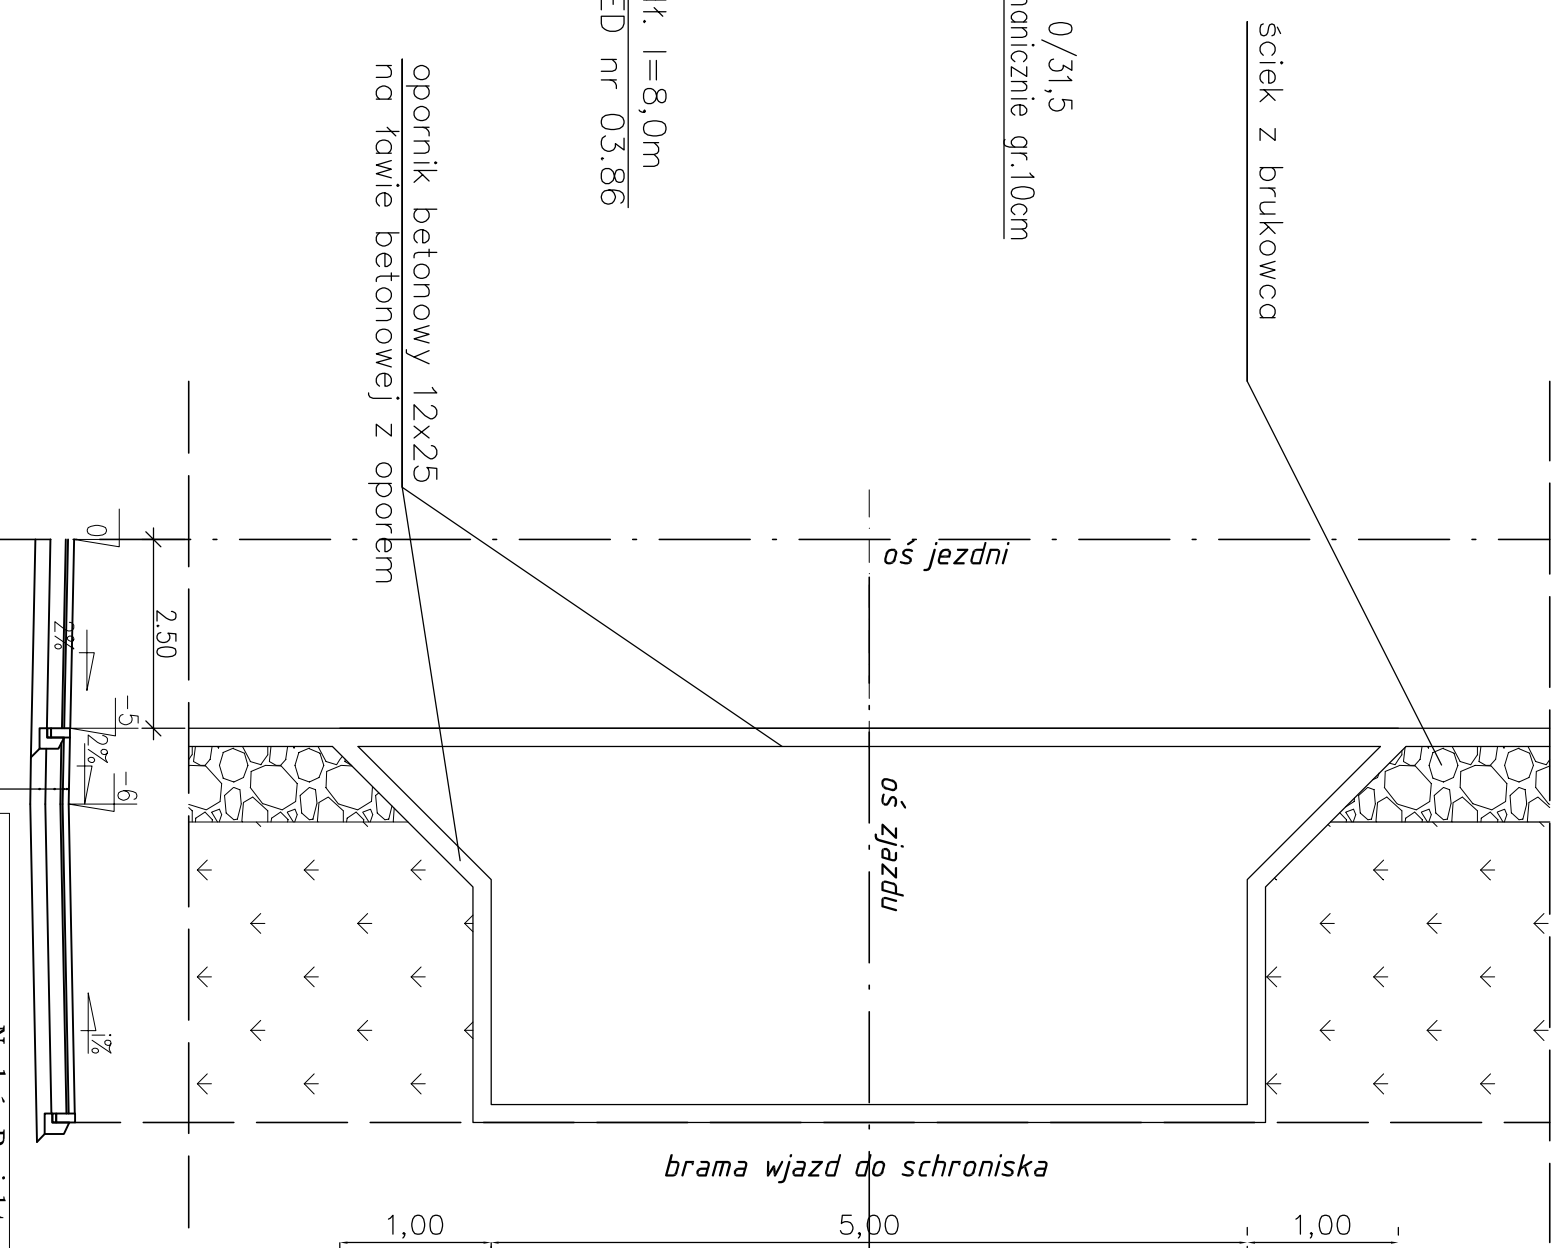 ściek z brukowca
0/31,5
gr.10cm
l=8,0m
nr 03.86
opornik betonowy 12x25
na ławie betonowej z oporem
oś jezdni
oś zjazdu
0
2.50
2%
-5
2%
-6
i%
brama wjazd do schroniska
1,00
5,00
1,00